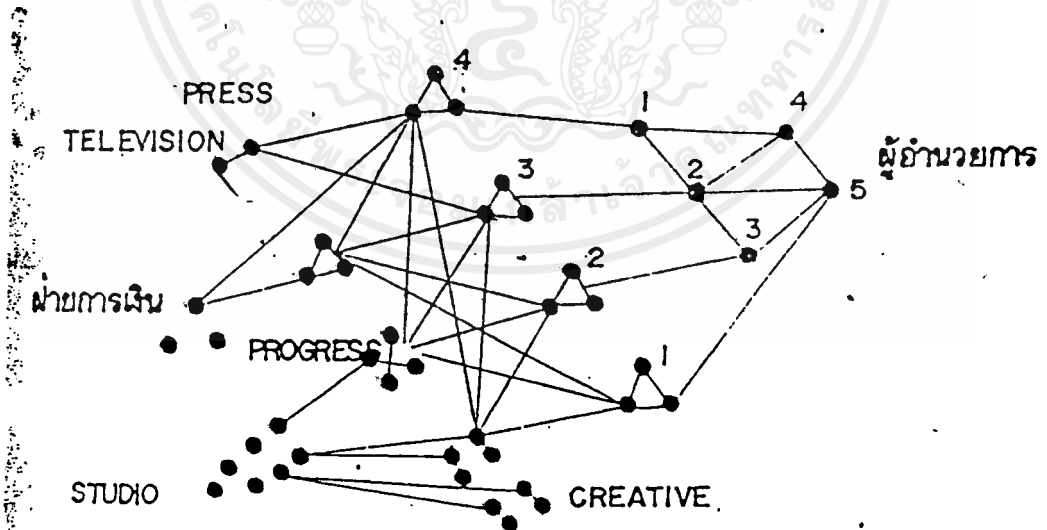 4
PRESS
1
4
TELEVISION
ผู้อำนวยการ
3
2
5
2
3
ฝ่ายการเงิน
PROGRESS
1
STUDIO
CREATIVE